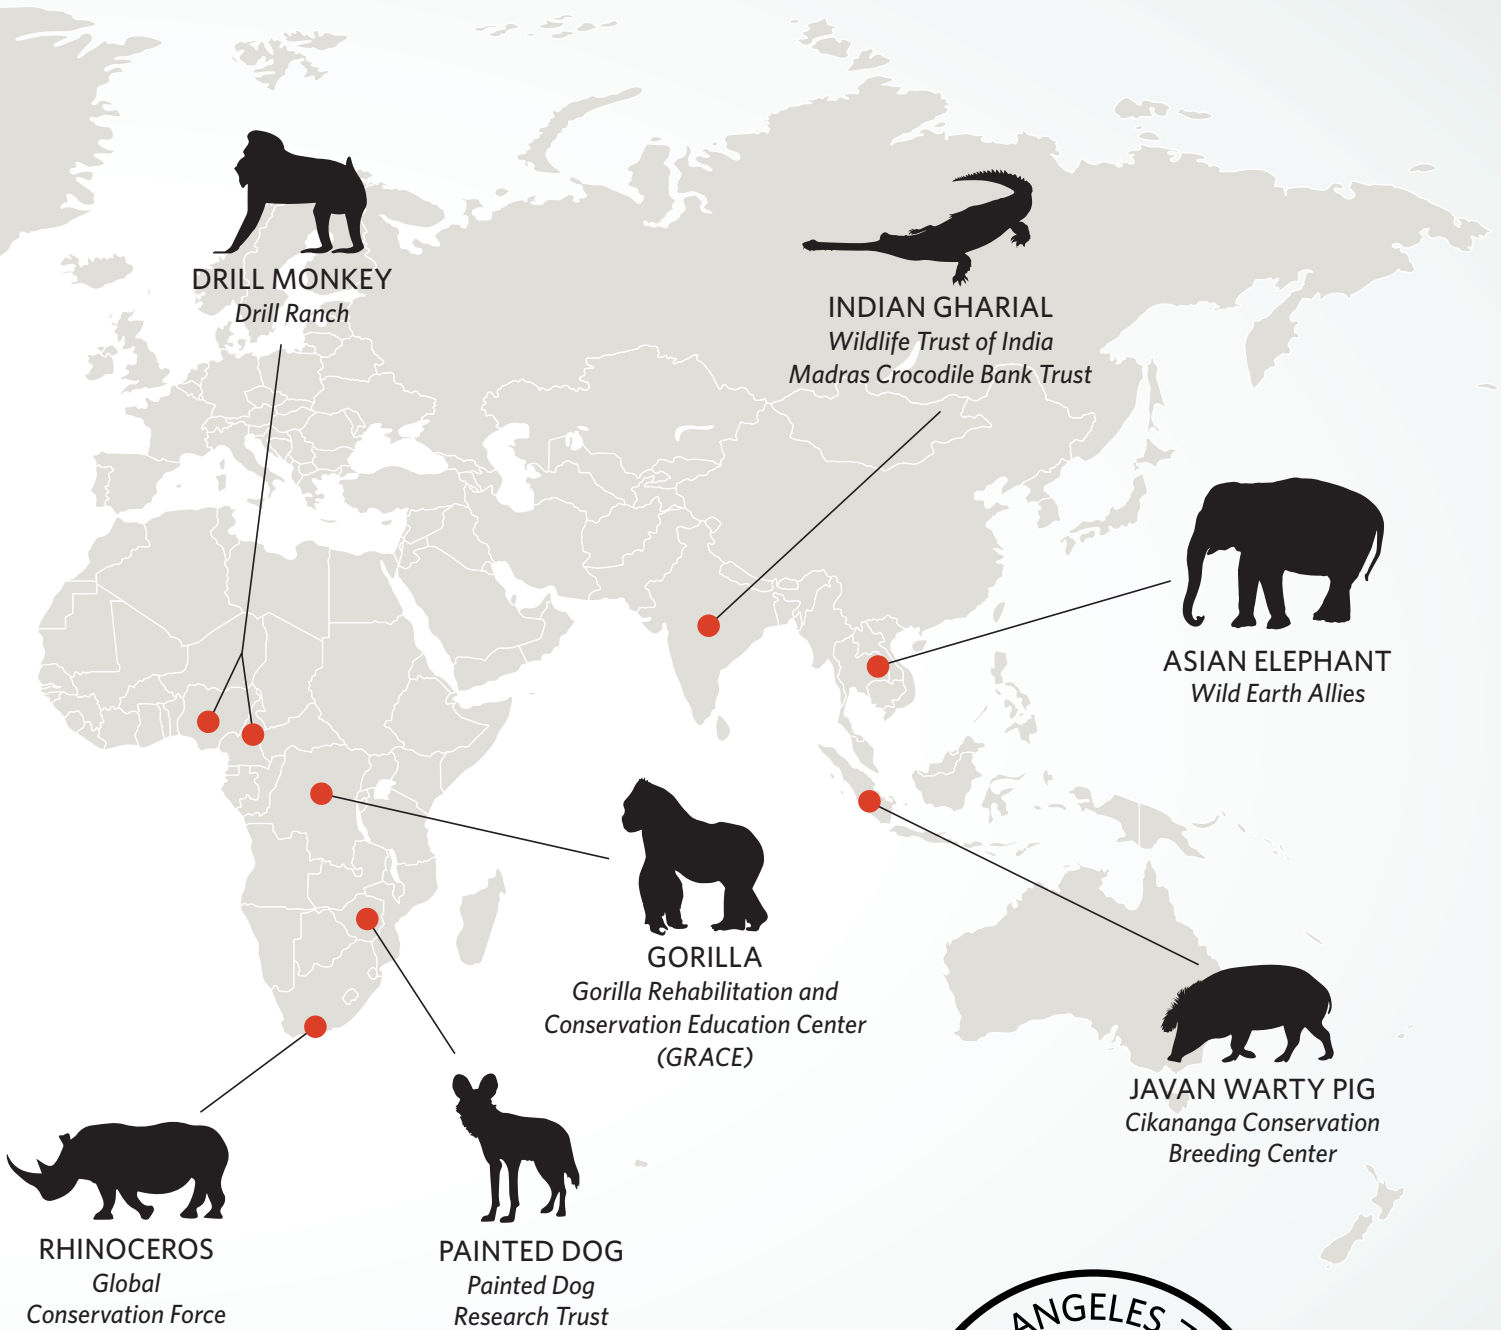 DRILL MONKEY
Drill Ranch
INDIAN GHARIAL
Wildlife Trust of India
Madras Crocodile Bank Trust
ASIAN ELEPHANT
Wild Earth Allies
GORILLA
Gorilla Rehabilitation and
Conservation Education Center
(GRACE)
JAVAN WARTY PIG
Cikananga Conservation
Breeding Center
RHINOCEROS
Global
Conservation Force
PAINTED DOG
Painted Dog
Research Trust
ANGELES